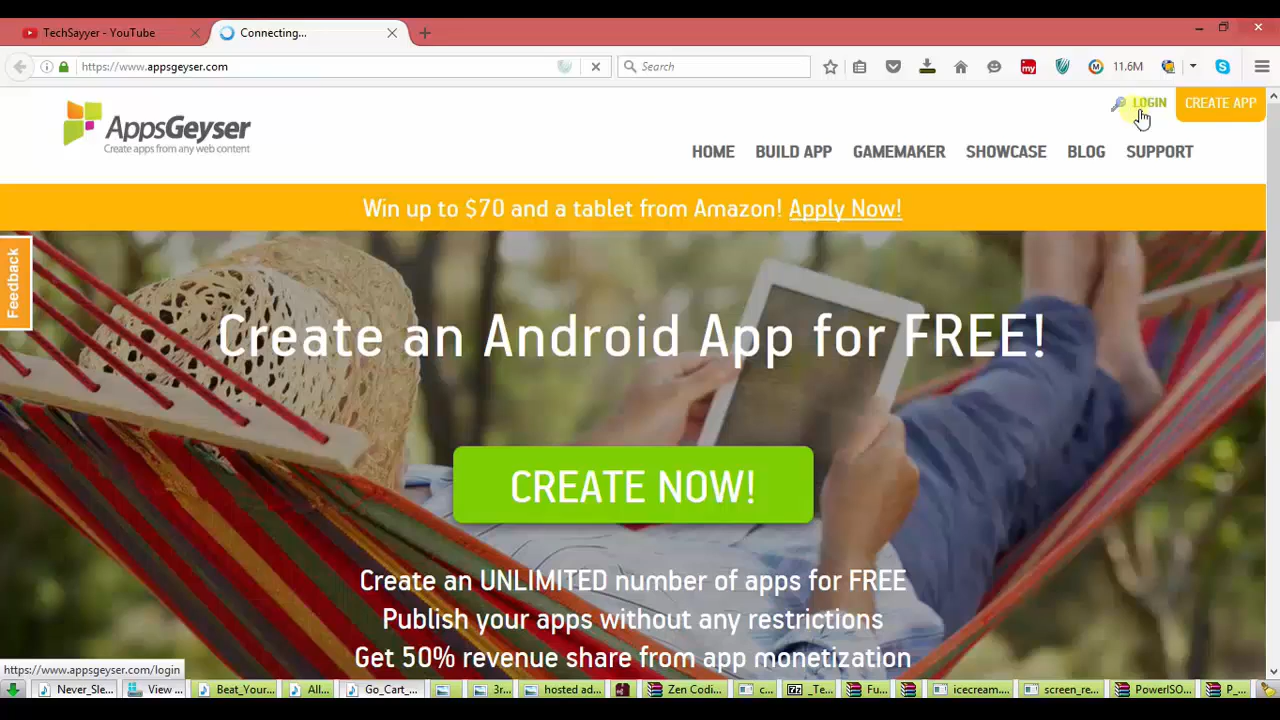 TechSayyer - YouTube
Connecting...
https://www.appsgeyser.com
Search
11.6M
LOGIN
CREATE APP
AppsGeyser
Create apps from any web content
HOME
BUILD APP
GAMEMAKER
SHOWCASE
BLOG
SUPPORT
Win up to $70 and a tablet from Amazon! Apply Now!
Feedback
Create an Android App for FREE!
CREATE NOW!
Create an UNLIMITED number of apps for FREE
Publish your apps without any restrictions
Get 50% revenue share from app monetization
https://www.appsgeyser.com/login
Never_Sle...
View ...
Beat_Your...
All...
Go_Cart_...
3r...
hosted ad...
Zen Codi...
c...
_Te...
Fu...
icecream....
screen_re...
PowerISO...
P_...